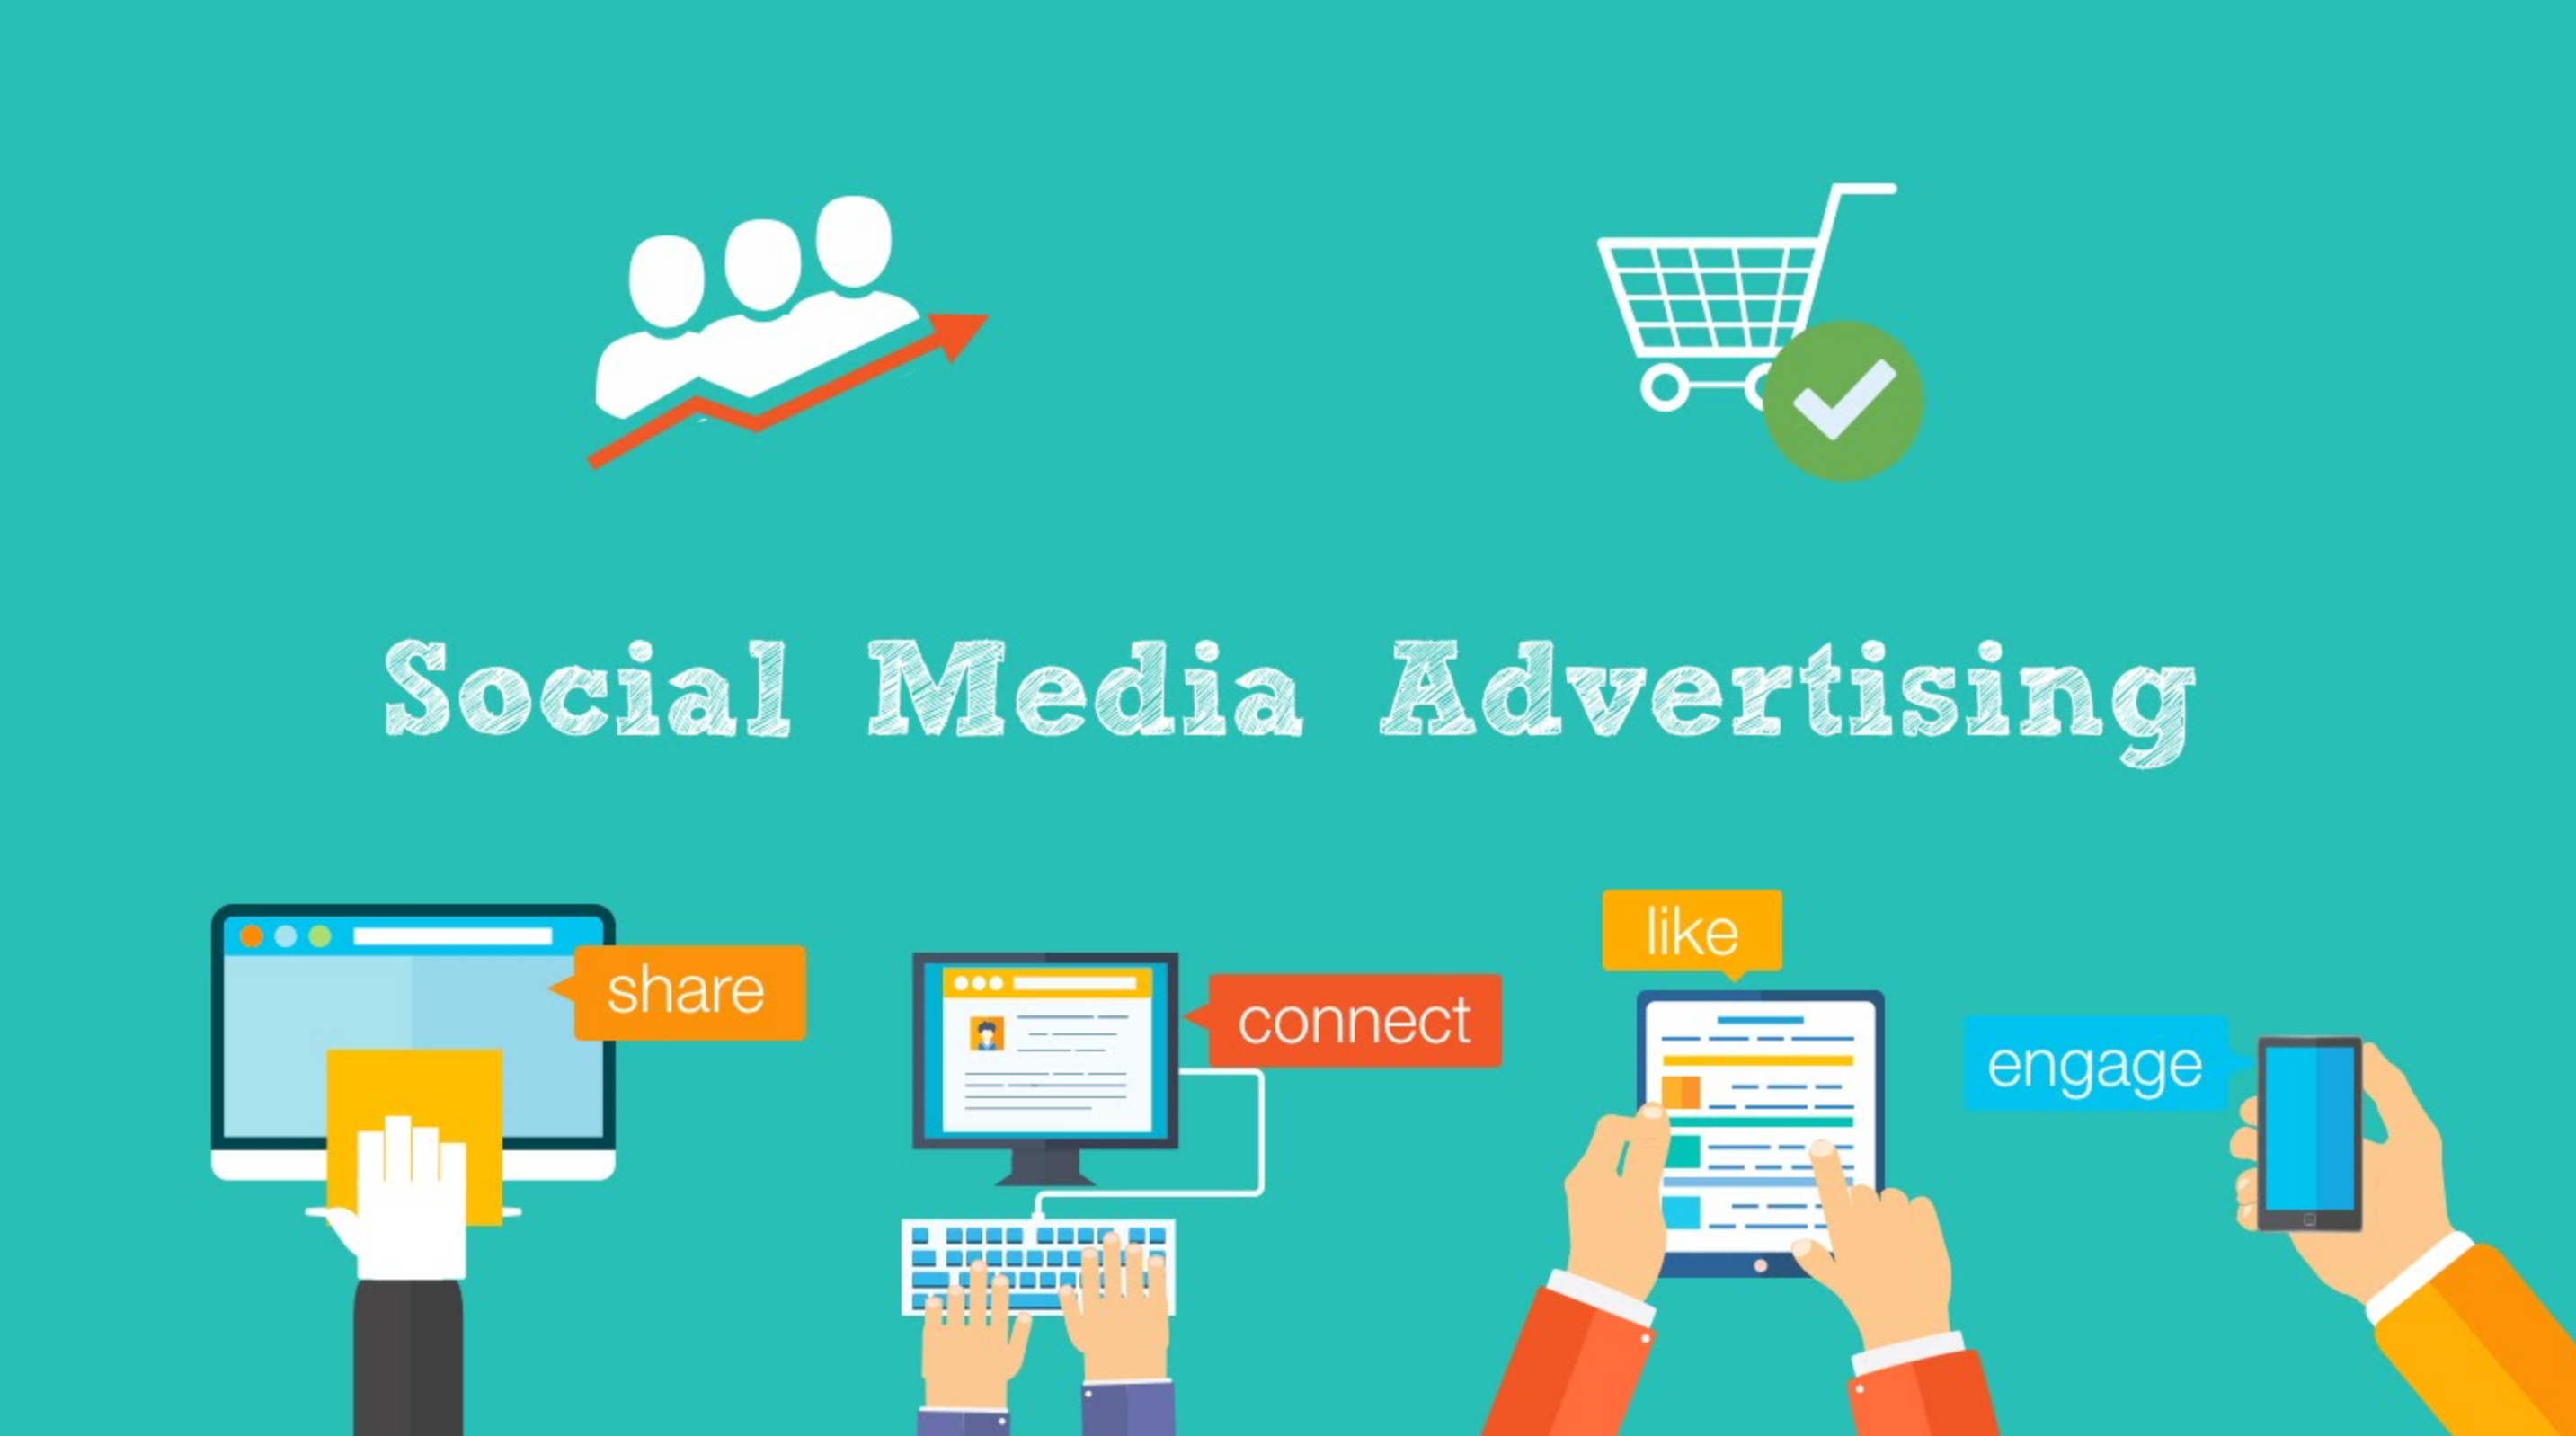 Social Media Advertising
share
connect
like
engage